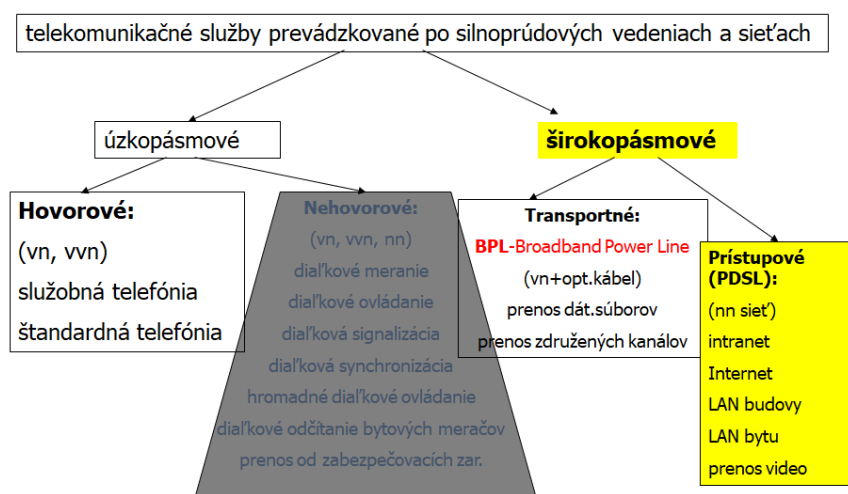 telekomunikačné služby prevádzkované po silnoprúdových vedeniach a sieťach
úzkopásmové
širokopásmové
Hovorové:
(vn, vvn)
služobná telefónia
štandardná telefónia
Nehovorové:
(vn, vvn, nn)
diaľkové meranie
diaľkové ovládanie
diaľková signalizácia
diaľková synchronizácia
hromadné diaľkové ovládanie
diaľkové odčítanie bytových meračov
prenos od zabezpečovacích zar.
Transportné:
BPL-Broadband Power Line
(vn+opt.kábel)
prenos dát.súborov
prenos združených kanálov
Prístupové
(PDSL):
(nn sieť)
intranet
Internet
LAN budovy
LAN bytu
prenos video